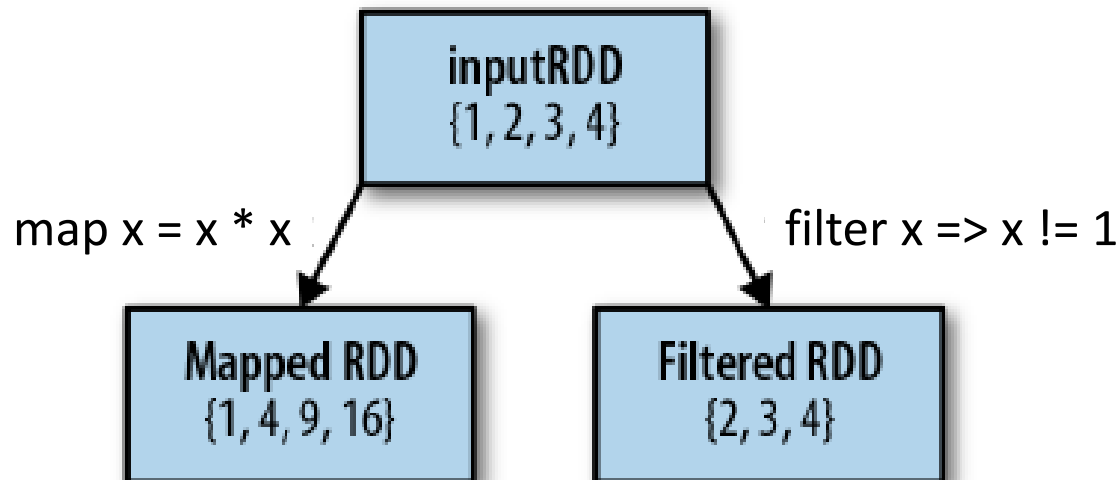 inputRDD
{1, 2, 3, 4}
map x = x * x
filter x => x != 1
Mapped RDD
{1, 4, 9, 16}
Filtered RDD
{2, 3, 4}